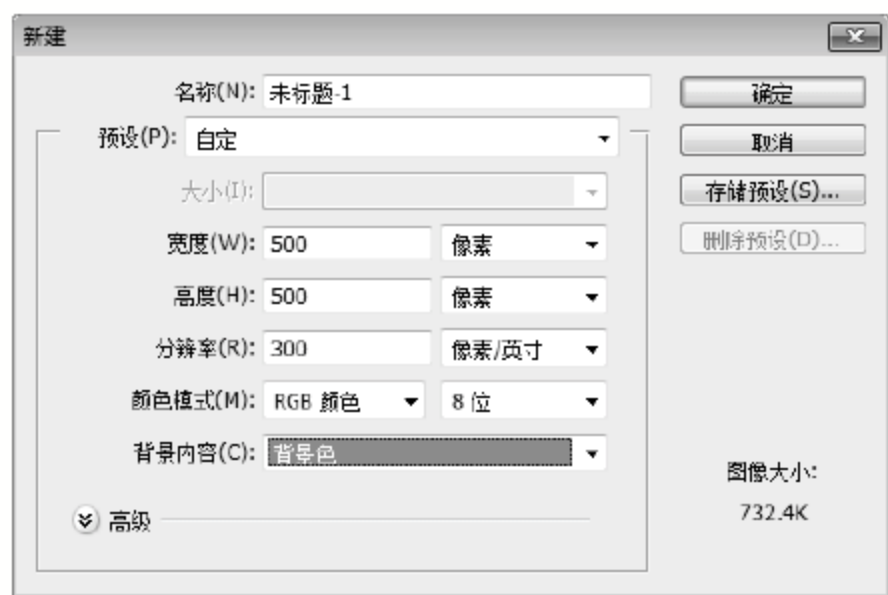 新建
名称(N): 未标题-1
确定
预设(P): 自定
取消
大小(I):
存储预设(S)...
宽度(W): 500 像素
删除预设(D)...
高度(H): 500 像素
分辨率(R): 300 像素/英寸
颜色模式(M): RGB 颜色 8 位
背景内容(C): 背景色
图像大小:
高级
732.4K